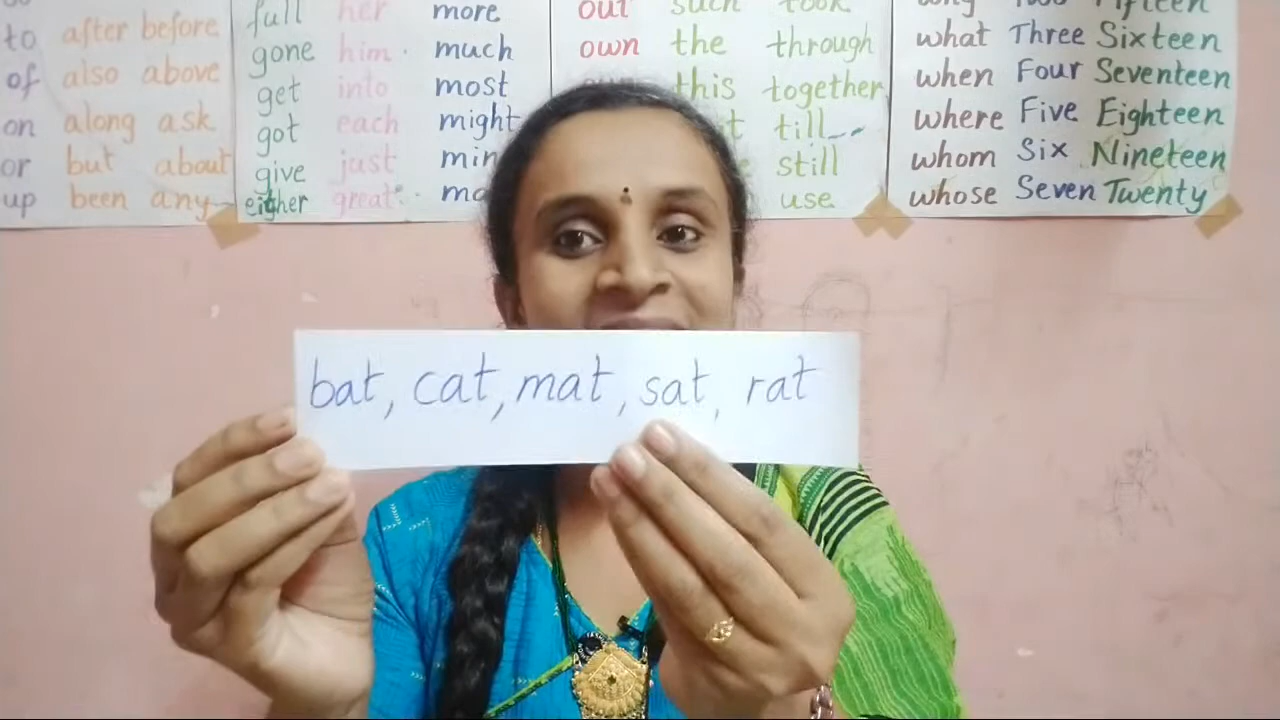 full her more out such took why Two Fifteen
to after before gone him much own the through what Three Sixteen
of also above get into most this together when Four Seventeen
on along ask got each might till where Five Eighteen
or but about give just still whom Six Nineteen
up been any either great use whose Seven Twenty
bat, cat, mat, sat, rat